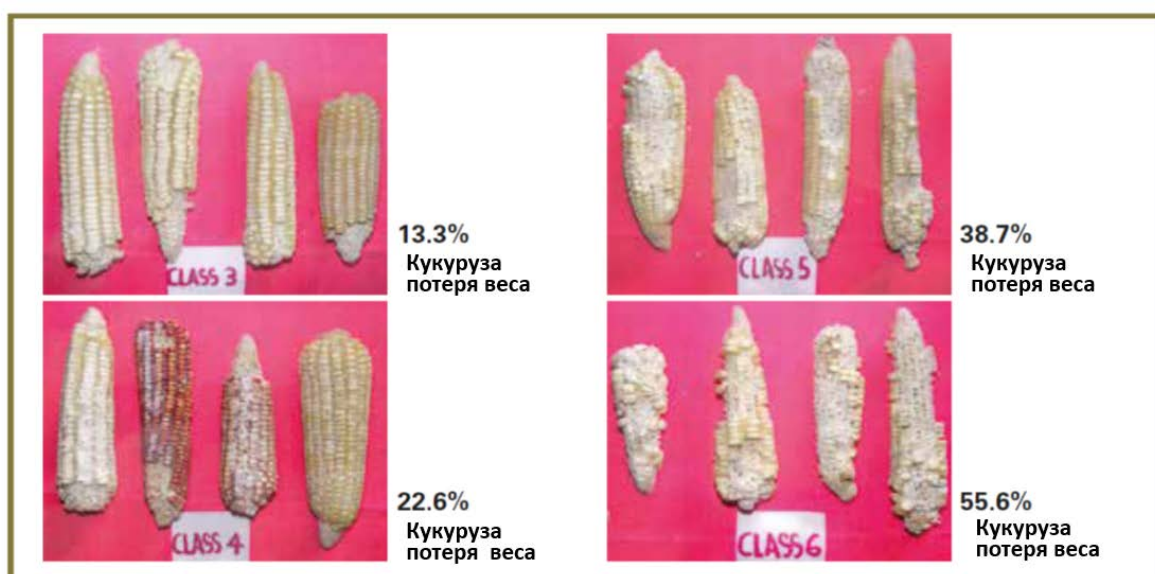 CLASS 3
13.3%
Кукуруза
потеря веса
CLASS 5
38.7%
Кукуруза
потеря веса
CLASS 4
22.6%
Кукуруза
потеря веса
CLASS 6
55.6%
Кукуруза
потеря веса